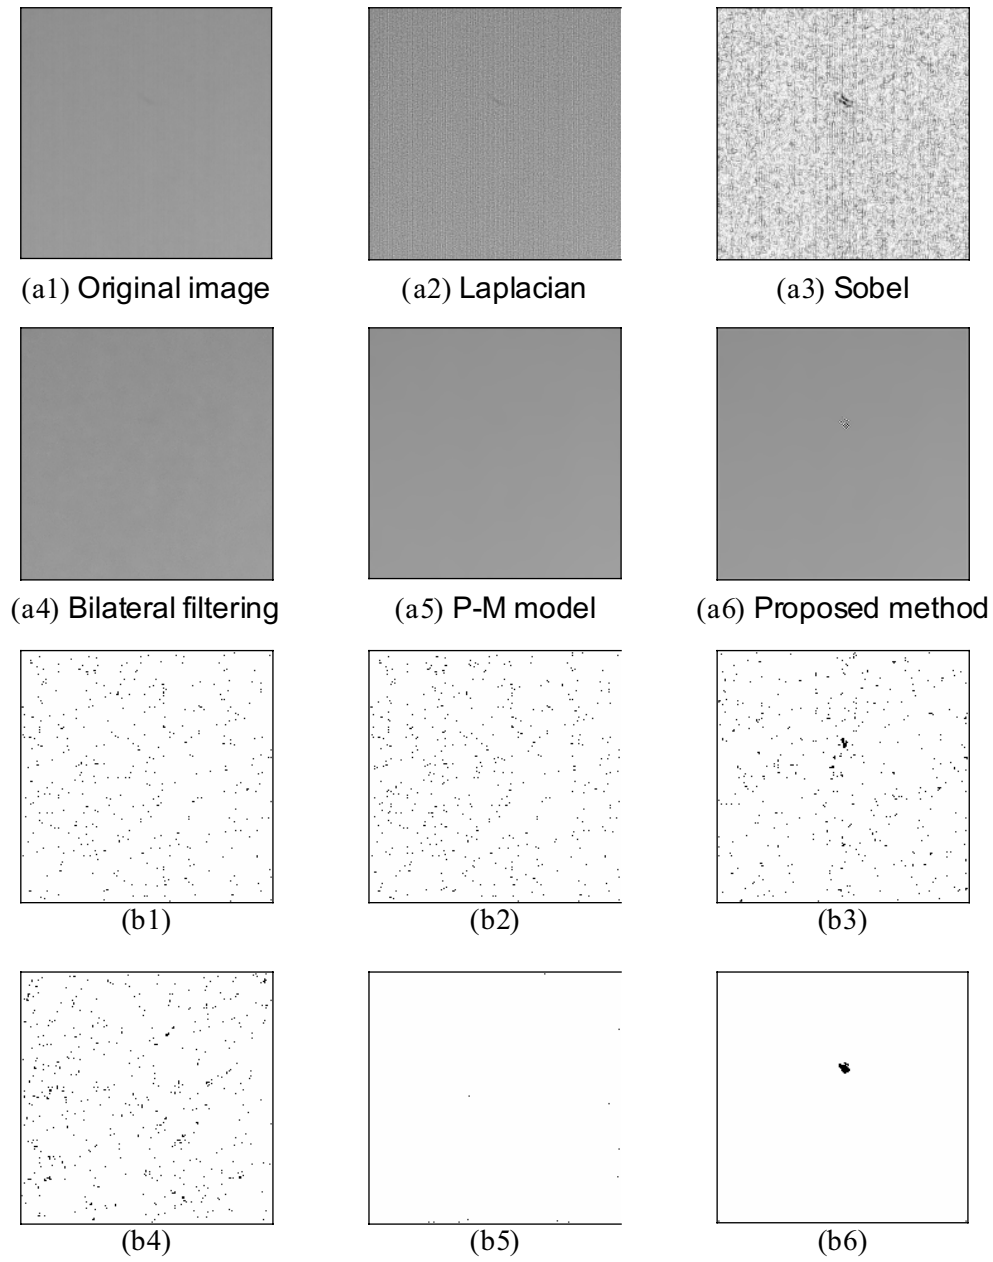 (a1) Original image (a2) Laplacian (a3) Sobel
(a4) Bilateral filtering (a5) P-M model (a6) Proposed method
(b1) (b2) (b3)
(b4) (b5) (b6)